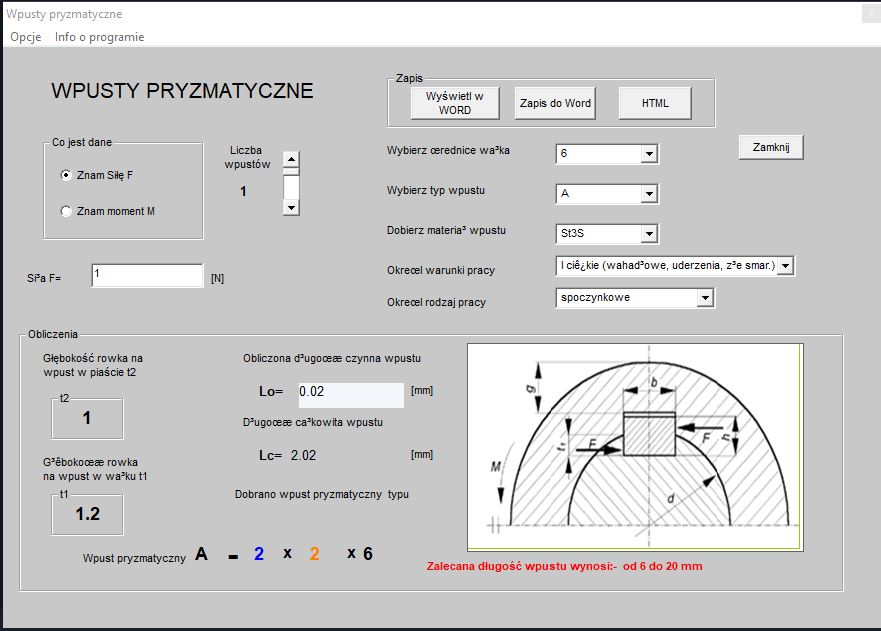 Wpusty pryzmatyczne
x
Opcje Info o programie
WPUSTY PRYZMATYCZNE
Zapis
Wyświetl w
WORD
Zapis do Word
HTML
Co jest dane
Znam Siłę F
Znam moment M
Liczba
wpustów
1
Wybierz œrednice wa³ka
6
Zamknij
Wybierz typ wpustu
A
Dobierz materia³ wpustu
St3S
Okreœl warunki pracy
I ciê¿kie (wahad³owe, uderzenia, z³e smar.)
Okreœl rodzaj pracy
spoczynkowe
Si³a F=
1
[N]
Obliczenia
Głębokość rowka na
wpust w piaście t2
t2
1
G³êbokoœæ rowka
na wpust w wa³ku t1
t1
1.2
Obliczona d³ugoœæ czynna wpustu
Lo= 0.02 [mm]
D³ugoœæ ca³kowita wpustu
Lc= 2.02 [mm]
Dobrano wpust pryzmatyczny typu
Wpust pryzmatyczny A - 2 x 2 x 6
g
b
t₁
F
F
h
M
d
Zalecana długość wpustu wynosi:- od 6 do 20 mm